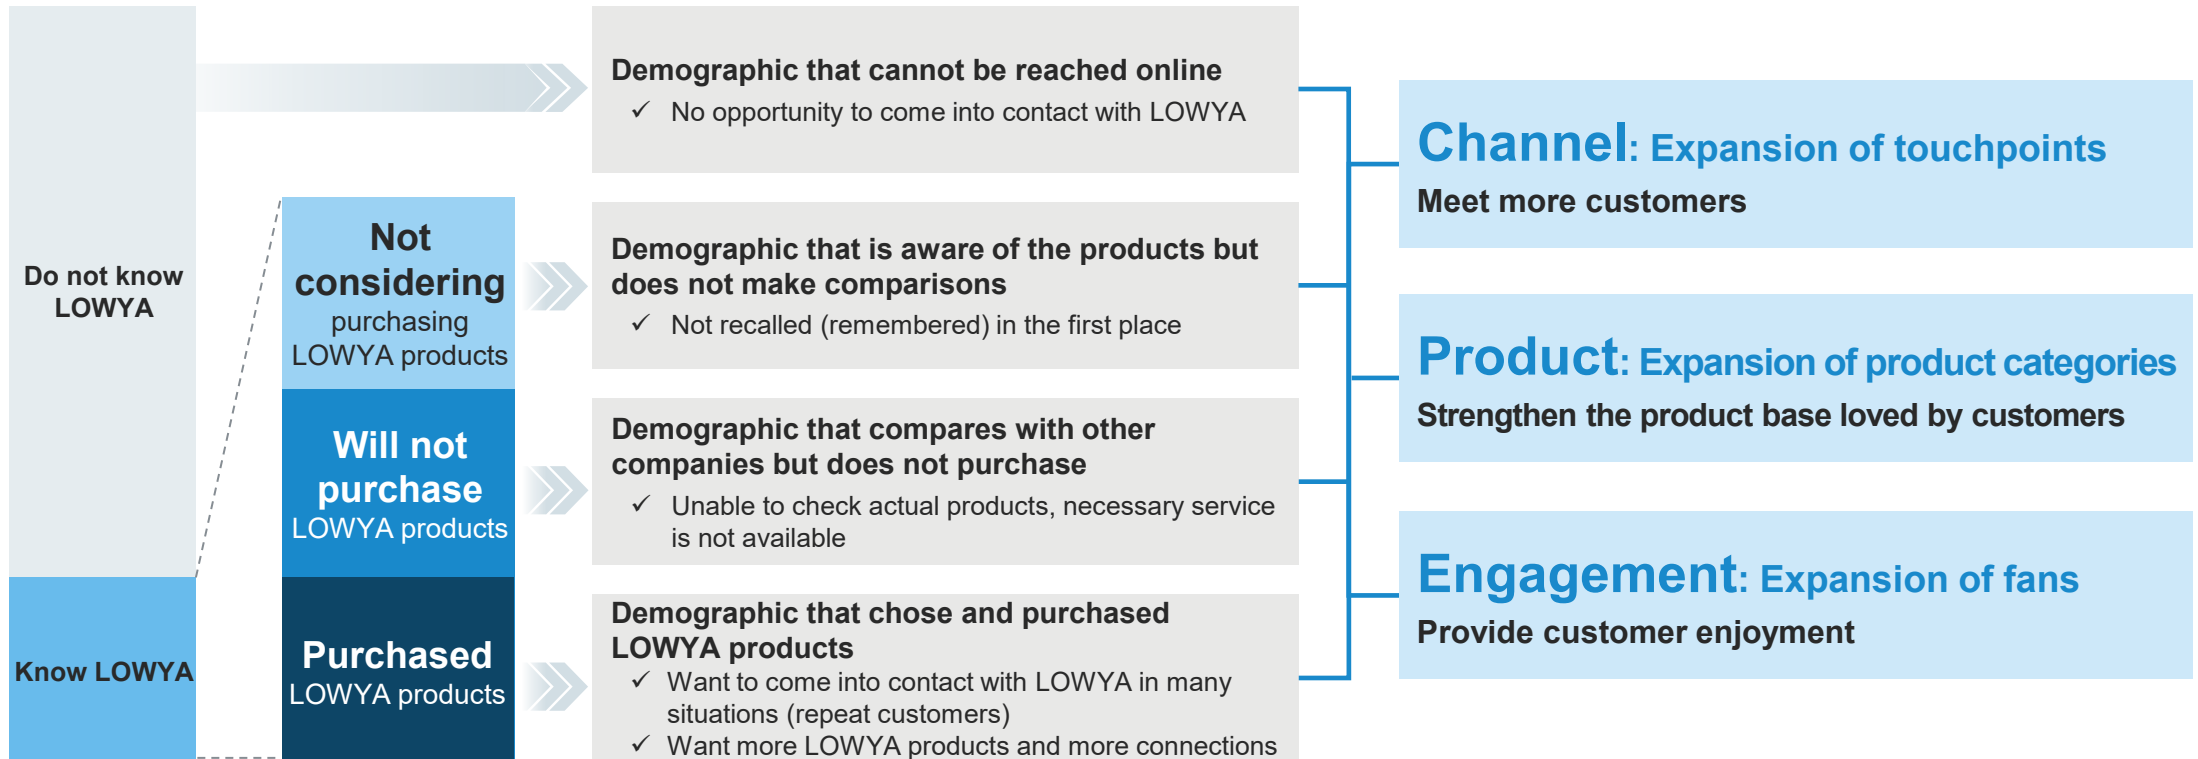 Do not know
LOWYA
Know LOWYA
Not
considering
purchasing
LOWYA products
Will not
purchase
LOWYA products
Purchased
LOWYA products
Demographic that cannot be reached online
✓ No opportunity to come into contact with LOWYA
Demographic that is aware of the products but
does not make comparisons
✓ Not recalled (remembered) in the first place
Demographic that compares with other
companies but does not purchase
✓ Unable to check actual products, necessary service
is not available
Demographic that chose and purchased
LOWYA products
✓ Want to come into contact with LOWYA in many
situations (repeat customers)
✓ Want more LOWYA products and more connections
Channel: Expansion of touchpoints
Meet more customers
Product: Expansion of product categories
Strengthen the product base loved by customers
Engagement: Expansion of fans
Provide customer enjoyment